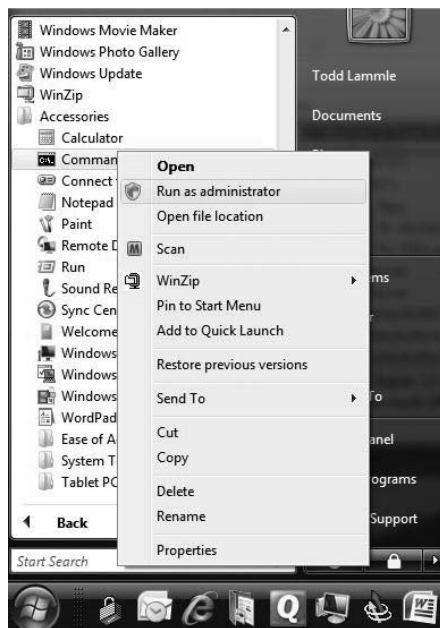 Windows Movie Maker
Windows Photo Gallery
Windows Update
WinZip
Accessories
Calculator
Comman
Connect
Notepad
Paint
Remote D
Run
Sound Re
Sync Cen
Welcome
Windows
Windows
Windows
WordPad
Ease of A
System T
Tablet PC
Back
Start Search
Open
Run as administrator
Open file location
Scan
WinZip
Pin to Start Menu
Add to Quick Launch
Restore previous versions
Send To
Cut
Copy
Delete
Rename
Properties
Todd Lammle
Documents
ms
To
anel
ograms
Support